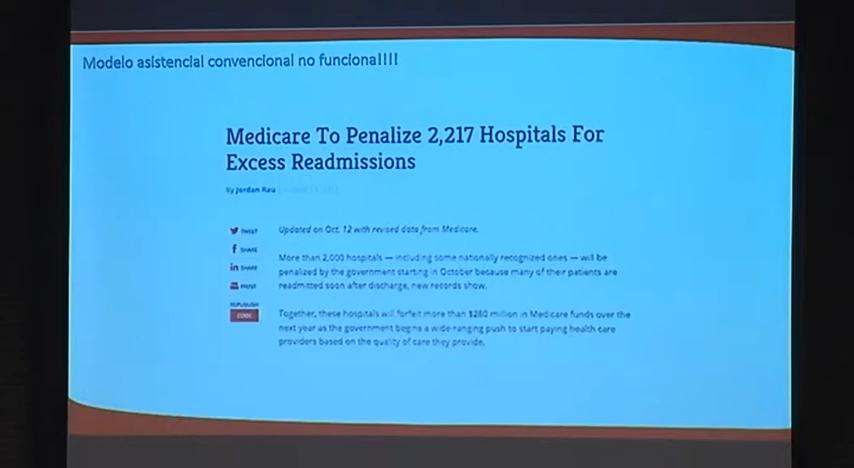 Modelo asistencial convencional no funciona!!!!
Medicare To Penalize 2,217 Hospitals For
Excess Readmissions
By Jordan Rau
TWEET
SHARE
SHARE
PRINT
REPUBLISH
CODE
Updated on Oct. 12 with revised data from Medicare.
More than 2,000 hospitals — including some nationally recognized ones — will be
penalized by the government starting in October because many of their patients are
readmitted soon after discharge, new records show.
Together, these hospitals will forfeit more than $280 million in Medicare funds over the
next year as the government begins a wide-ranging push to start paying health care
providers based on the quality of care they provide.